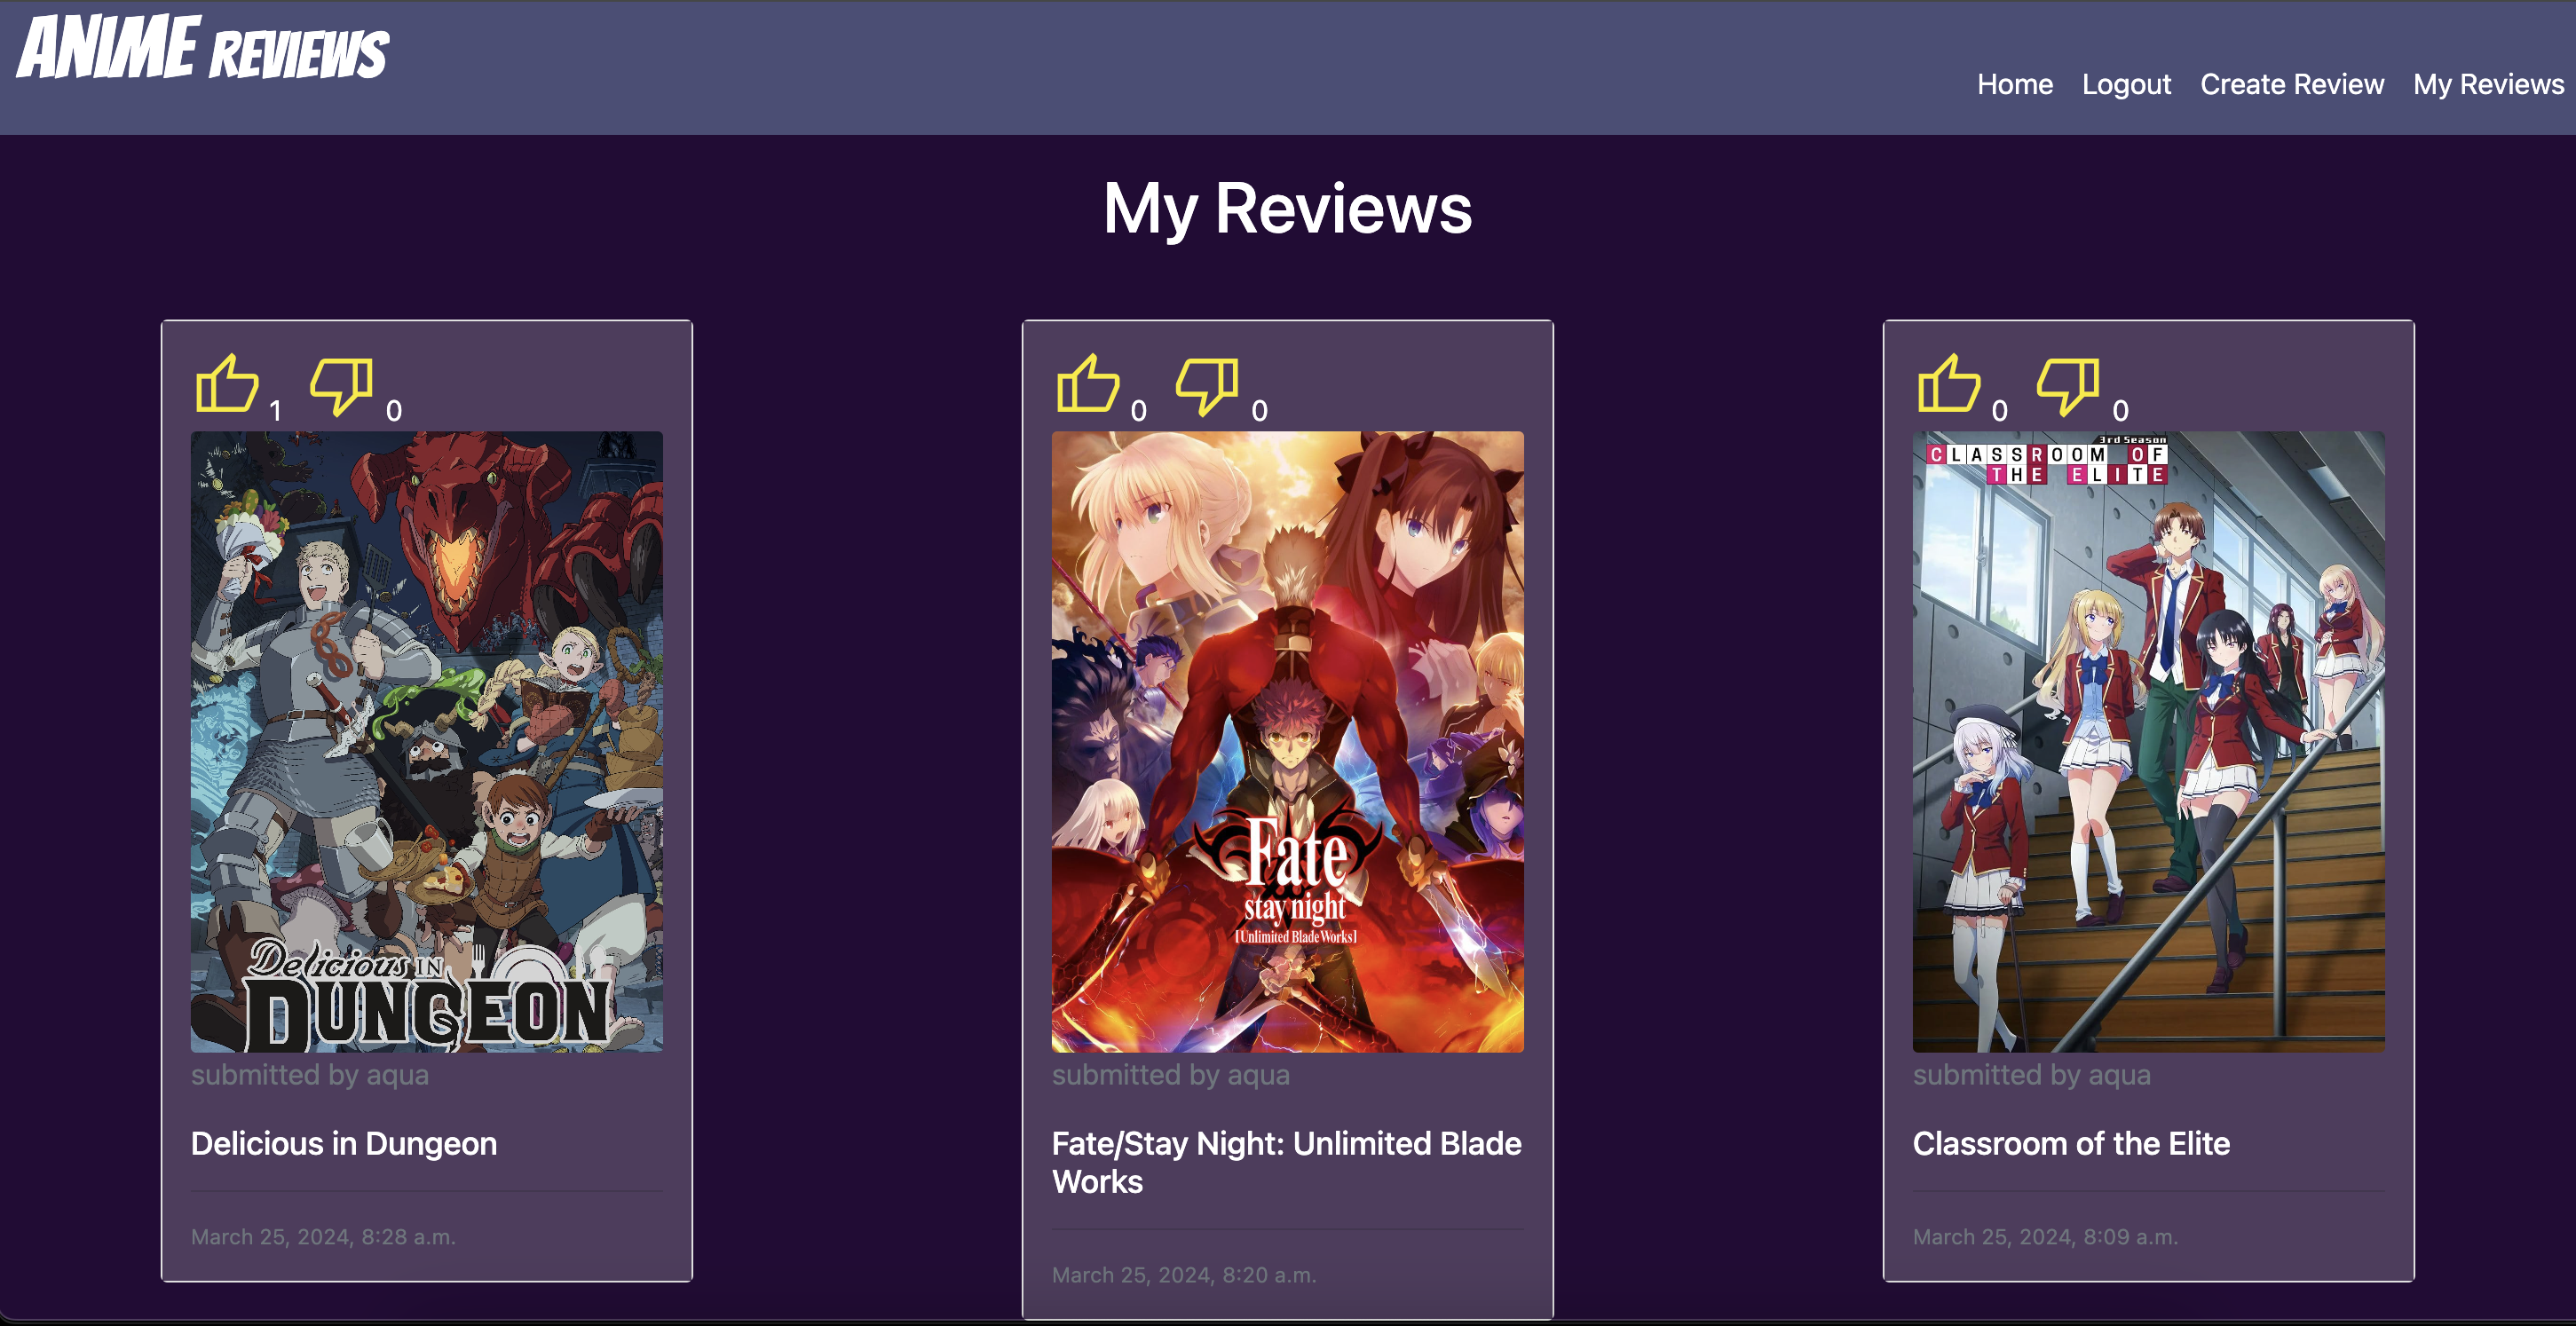 ANIME REVIEWS
Home Logout Create Review My Reviews
My Reviews
1 0
Delicious IN
DUNGEON
submitted by aqua
Delicious in Dungeon
March 25, 2024, 8:28 a.m.
0 0
Fate
stay night
[Unlimited Blade Works]
submitted by aqua
Fate/Stay Night: Unlimited Blade
Works
March 25, 2024, 8:20 a.m.
0 0
3rd Season
CLASSROOM OF
THE ELITE
submitted by aqua
Classroom of the Elite
March 25, 2024, 8:09 a.m.